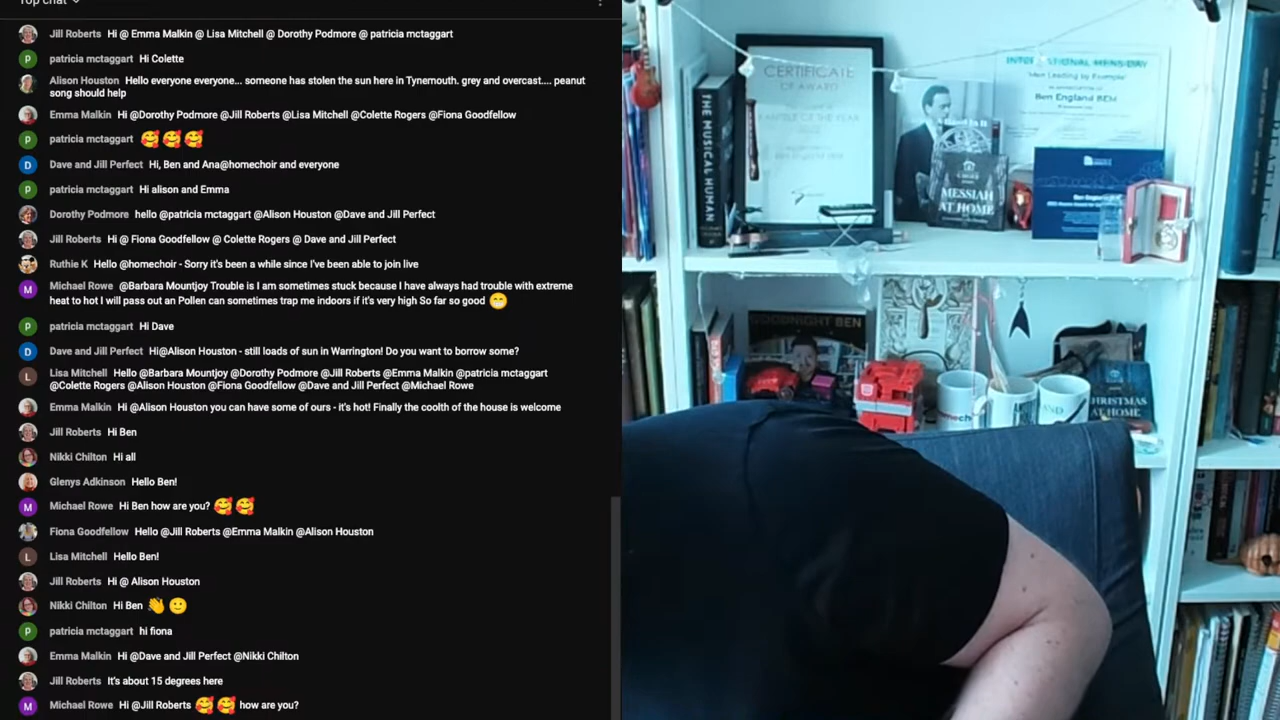 Top chat
Jill Roberts Hi @ Emma Malkin @ Lisa Mitchell @ Dorothy Podmore @ patricia mctaggart
patricia mctaggart Hi Colette
Alison Houston Hello everyone everyone... someone has stolen the sun here in Tynemouth. grey and overcast.... peanut
song should help
Emma Malkin Hi @Dorothy Podmore @Jill Roberts @Lisa Mitchell @Colette Rogers @Fiona Goodfellow
patricia mctaggart 🥰 🥰 🥰
Dave and Jill Perfect Hi, Ben and Ana@homechoir and everyone
patricia mctaggart Hi alison and Emma
Dorothy Podmore hello @patricia mctaggart @Alison Houston @Dave and Jill Perfect
Jill Roberts Hi @ Fiona Goodfellow @ Colette Rogers @ Dave and Jill Perfect
Ruthie K Hello @homechoir - Sorry it's been a while since I've been able to join live
Michael Rowe @Barbara Mountjoy Trouble is I am sometimes stuck because I have always had trouble with extreme
heat to hot I will pass out an Pollen can sometimes trap me indoors if it's very high So far so good 😁
patricia mctaggart Hi Dave
Dave and Jill Perfect Hi@Alison Houston - still loads of sun in Warrington! Do you want to borrow some?
Lisa Mitchell Hello @Barbara Mountjoy @Dorothy Podmore @Jill Roberts @Emma Malkin @patricia mctaggart
@Colette Rogers @Alison Houston @Fiona Goodfellow @Dave and Jill Perfect @Michael Rowe
Emma Malkin Hi @Alison Houston you can have some of ours - it's hot! Finally the coolth of the house is welcome
Jill Roberts Hi Ben
Nikki Chilton Hi all
Glenys Adkinson Hello Ben!
Michael Rowe Hi Ben how are you? 🥰 🥰
Fiona Goodfellow Hello @Jill Roberts @Emma Malkin @Alison Houston
Lisa Mitchell Hello Ben!
Jill Roberts Hi @ Alison Houston
Nikki Chilton Hi Ben 👋 🙂
patricia mctaggart hi fiona
Emma Malkin Hi @Dave and Jill Perfect @Nikki Chilton
Jill Roberts It's about 15 degrees here
Michael Rowe Hi @Jill Roberts 🥰 🥰 how are you?
THE MUSICAL HUMAN
CERTIFICATE
OF AWARD
INTERNATIONAL MEN'S DAY
Ben England BEM
MESSIAH
AT HOME
GOODNIGHT BEN
CHRISTMAS
AT HOME